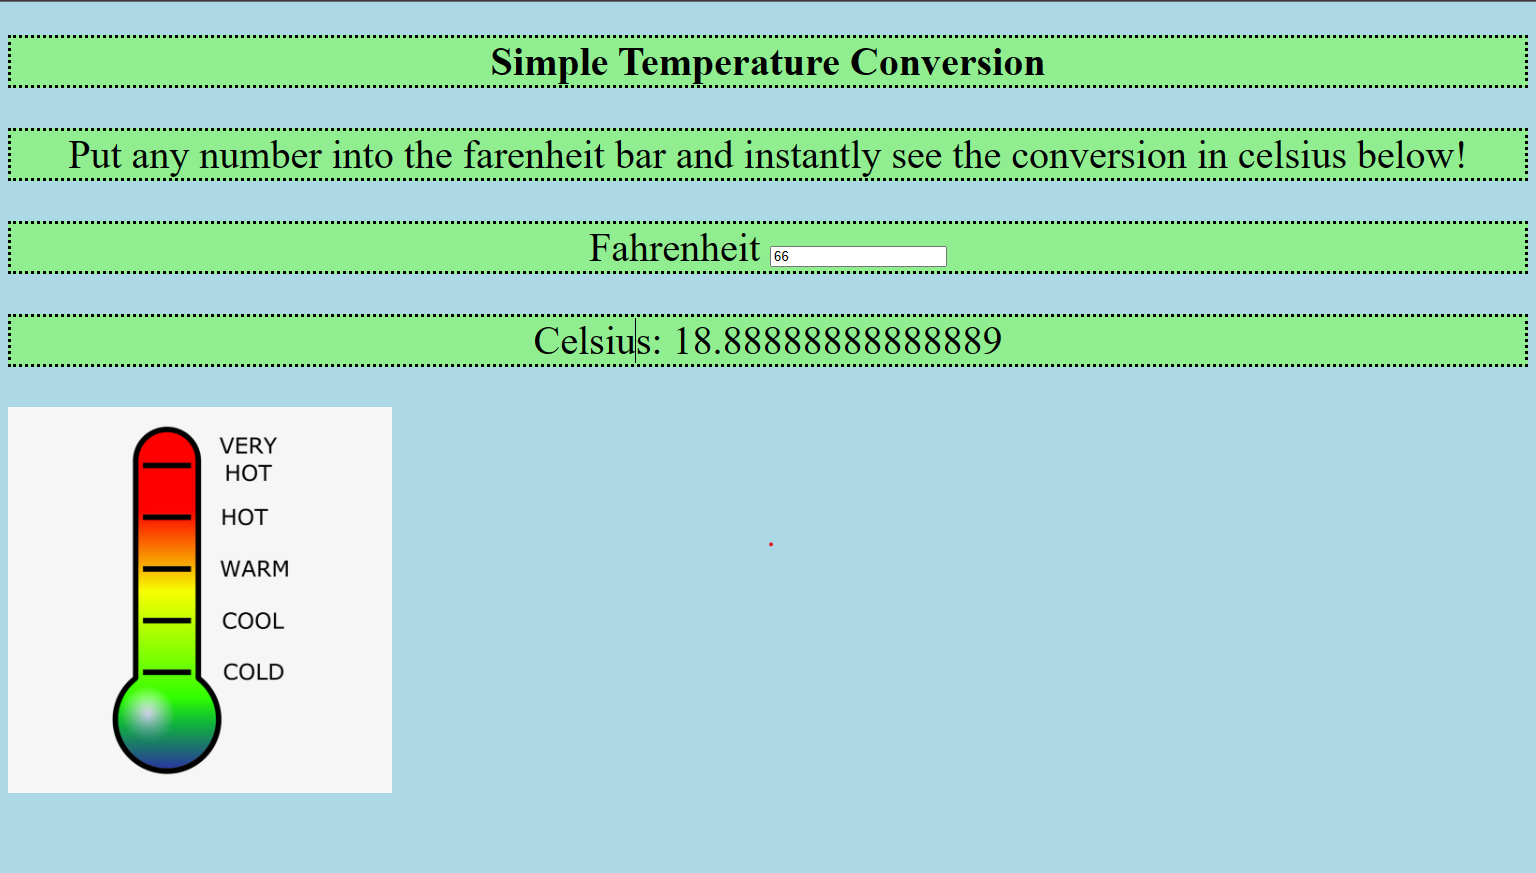 Simple Temperature Conversion
Put any number into the farenheit bar and instantly see the conversion in celsius below!
Fahrenheit 66
Celsius: 18.88888888888889
VERY
HOT
HOT
WARM
COOL
COLD